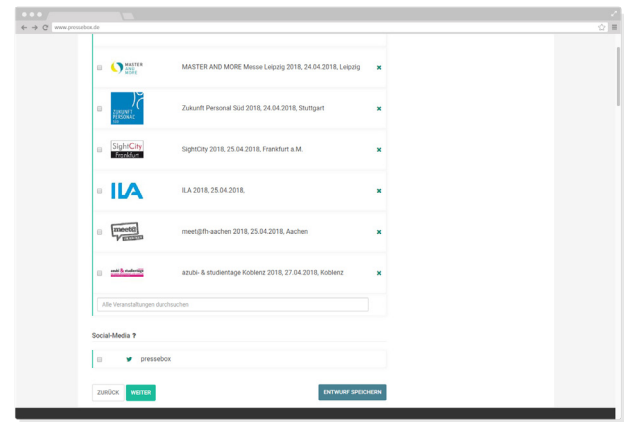 www.pressebox.de
MASTER
AND
MORE
MASTER AND MORE Messe Leipzig 2018, 24.04.2018, Leipzig
ZUKUNFT
PERSONAL
SÜD
Zukunft Personal Süd 2018, 24.04.2018, Stuttgart
SightCity
Frankfurt
SightCity 2018, 25.04.2018, Frankfurt a.M.
ILA
ILA 2018, 25.04.2018,
meet@
meet@fh-aachen 2018, 25.04.2018, Aachen
azubi- & studientage
azubi- & studientage Koblenz 2018, 27.04.2018, Koblenz
Alle Veranstaltungen durchsuchen
Social-Media ?
pressebox
ZURÜCK WEITER ENTWURF SPEICHERN